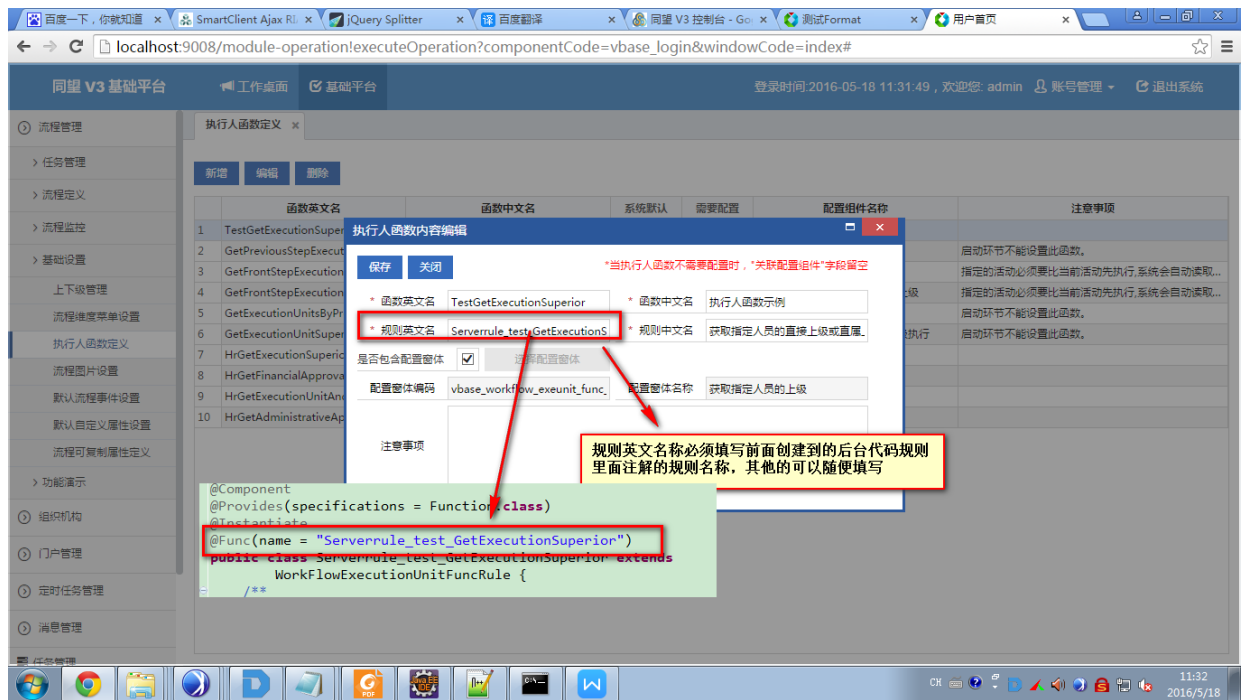 百度一下，你就知道
SmartClient Ajax RI
jQuery Splitter
百度翻译
同望 V3 控制台 - Go
测试Format
用户首页
localhost:9008/module-operation!executeOperation?componentCode=vbase_login&windowCode=index#
同望 V3 基础平台
工作桌面
基础平台
登录时间:2016-05-18 11:31:49，欢迎您: admin
账号管理
退出系统
流程管理
任务管理
流程定义
流程监控
基础设置
上下级管理
流程维度菜单设置
执行人函数定义
流程图片设置
默认流程事件设置
默认自定义属性设置
流程可复制属性定义
功能演示
组织机构
门户管理
定时任务管理
消息管理
任务管理
执行人函数定义
新增 编辑 删除
函数英文名 函数中文名 系统默认 需要配置 配置组件名称 注意事项
1 TestGetExecutionSuper
2 GetPreviousStepExecut 启动环节不能设置此函数。
3 GetFrontStepExecution 指定的活动必须要比当前活动先执行,系统会自动读取...
4 GetFrontStepExecution 级 指定的活动必须要比当前活动先执行,系统会自动读取...
5 GetExecutionUnitsByPr 启动环节不能设置此函数。
6 GetExecutionUnitSuper 执行 启动环节不能设置此函数。
7 HrGetExecutionSuperio
8 HrGetFinancialApprova
9 HrGetExecutionUnitAn
10 HrGetAdministrativeAp
执行人函数内容编辑
保存 关闭
*当执行人函数不需要配置时，"关联配置组件"字段留空
* 函数英文名 TestGetExecutionSuperior * 函数中文名 执行人函数示例
* 规则英文名 Serverrule_test_GetExecutionS * 规则中文名 获取指定人员的直接上级或直属
是否包含配置窗体 选择配置窗体
配置窗体编码 vbase_workflow_exeunit_func_ 配置窗体名称 获取指定人员的上级
注意事项
规则英文名称必须填写前面创建到的后台代码规则
里面注解的规则名称，其他的可以随便填写
@Component
@Provides(specifications = Function.class)
@Instantiate
@Func(name = "Serverrule_test_GetExecutionSuperior")
public class Serverrule_test_GetExecutionSuperior extends
WorkFlowExecutionUnitFuncRule {
/**
CH
11:32
2016/5/18